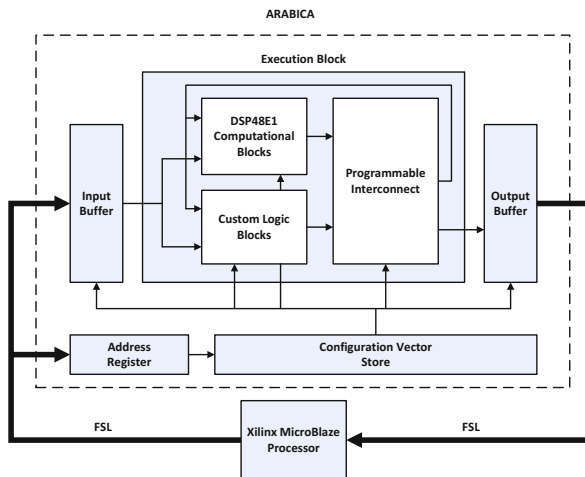 ARABICA
Execution Block
DSP48E1
Computational
Blocks
Programmable
Interconnect
Input
Buffer
Custom Logic
Blocks
Output
Buffer
Address
Register
Configuration Vector
Store
FSL
Xilinx MicroBlaze
Processor
FSL